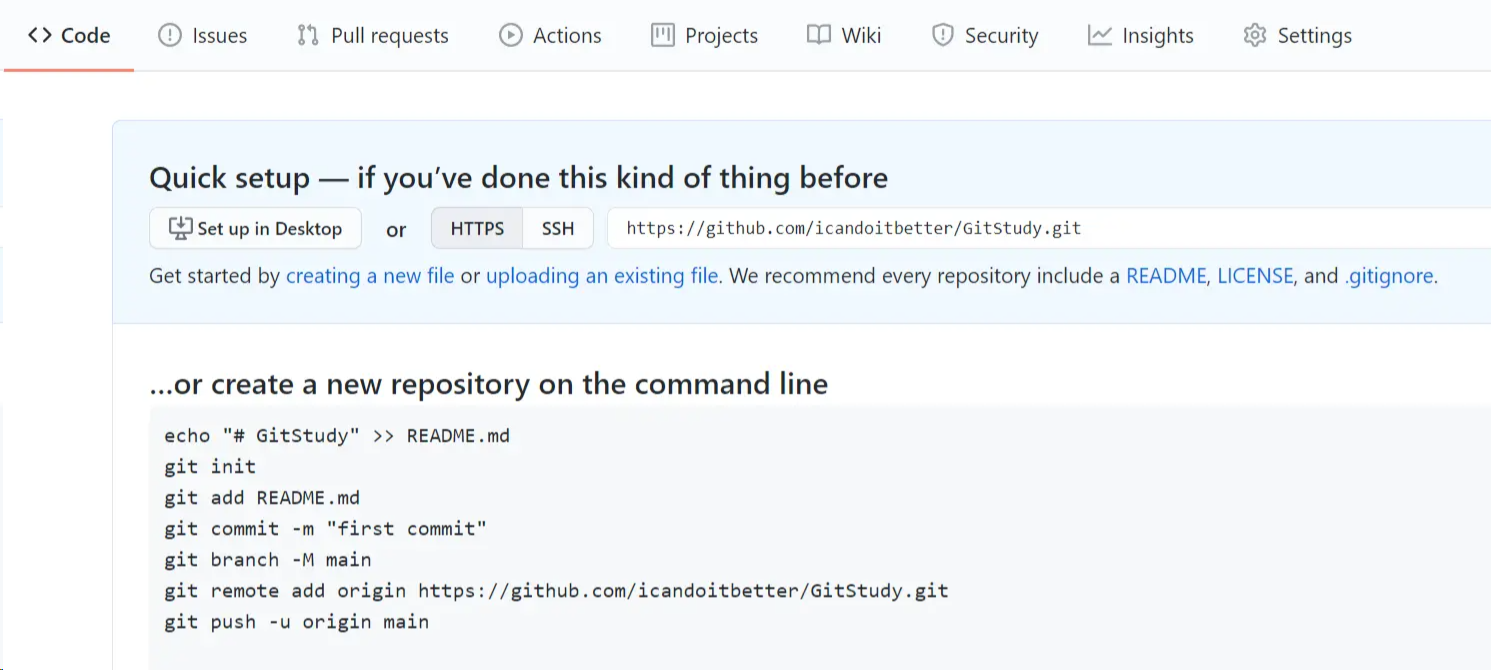 <> Code Issues Pull requests Actions Projects Wiki Security Insights Settings
Quick setup — if you’ve done this kind of thing before
Set up in Desktop or HTTPS SSH https://github.com/icandoitbetter/GitStudy.git
Get started by creating a new file or uploading an existing file. We recommend every repository include a README, LICENSE, and .gitignore.
…or create a new repository on the command line
echo "# GitStudy" >> README.md
git init
git add README.md
git commit -m "first commit"
git branch -M main
git remote add origin https://github.com/icandoitbetter/GitStudy.git
git push -u origin main